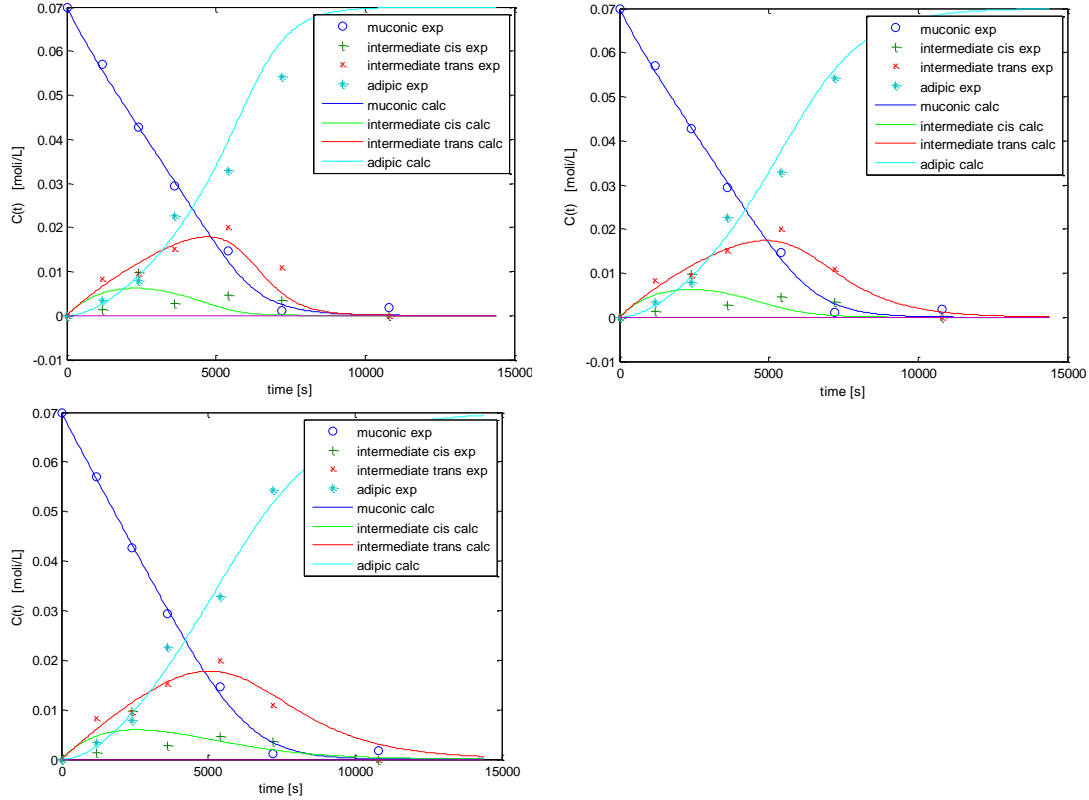 0.07
0.06
0.05
0.04
0.03
0.02
0.01
0
-0.01
C(t) [moli/L]
0
5000
10000
15000
time [s]
muconic exp
intermediate cis exp
intermediate trans exp
adipic exp
muconic calc
intermediate cis calc
intermediate trans calc
adipic calc
0.07
0.06
0.05
0.04
0.03
0.02
0.01
0
-0.01
C(t) [moli/L]
0
5000
10000
15000
time [s]
muconic exp
intermediate cis exp
intermediate trans exp
adipic exp
muconic calc
intermediate cis calc
intermediate trans calc
adipic calc
0.07
0.06
0.05
0.04
0.03
0.02
0.01
0
C(t) [moli/L]
0
5000
10000
15000
time [s]
muconic exp
intermediate cis exp
intermediate trans exp
adipic exp
muconic calc
intermediate cis calc
intermediate trans calc
adipic calc